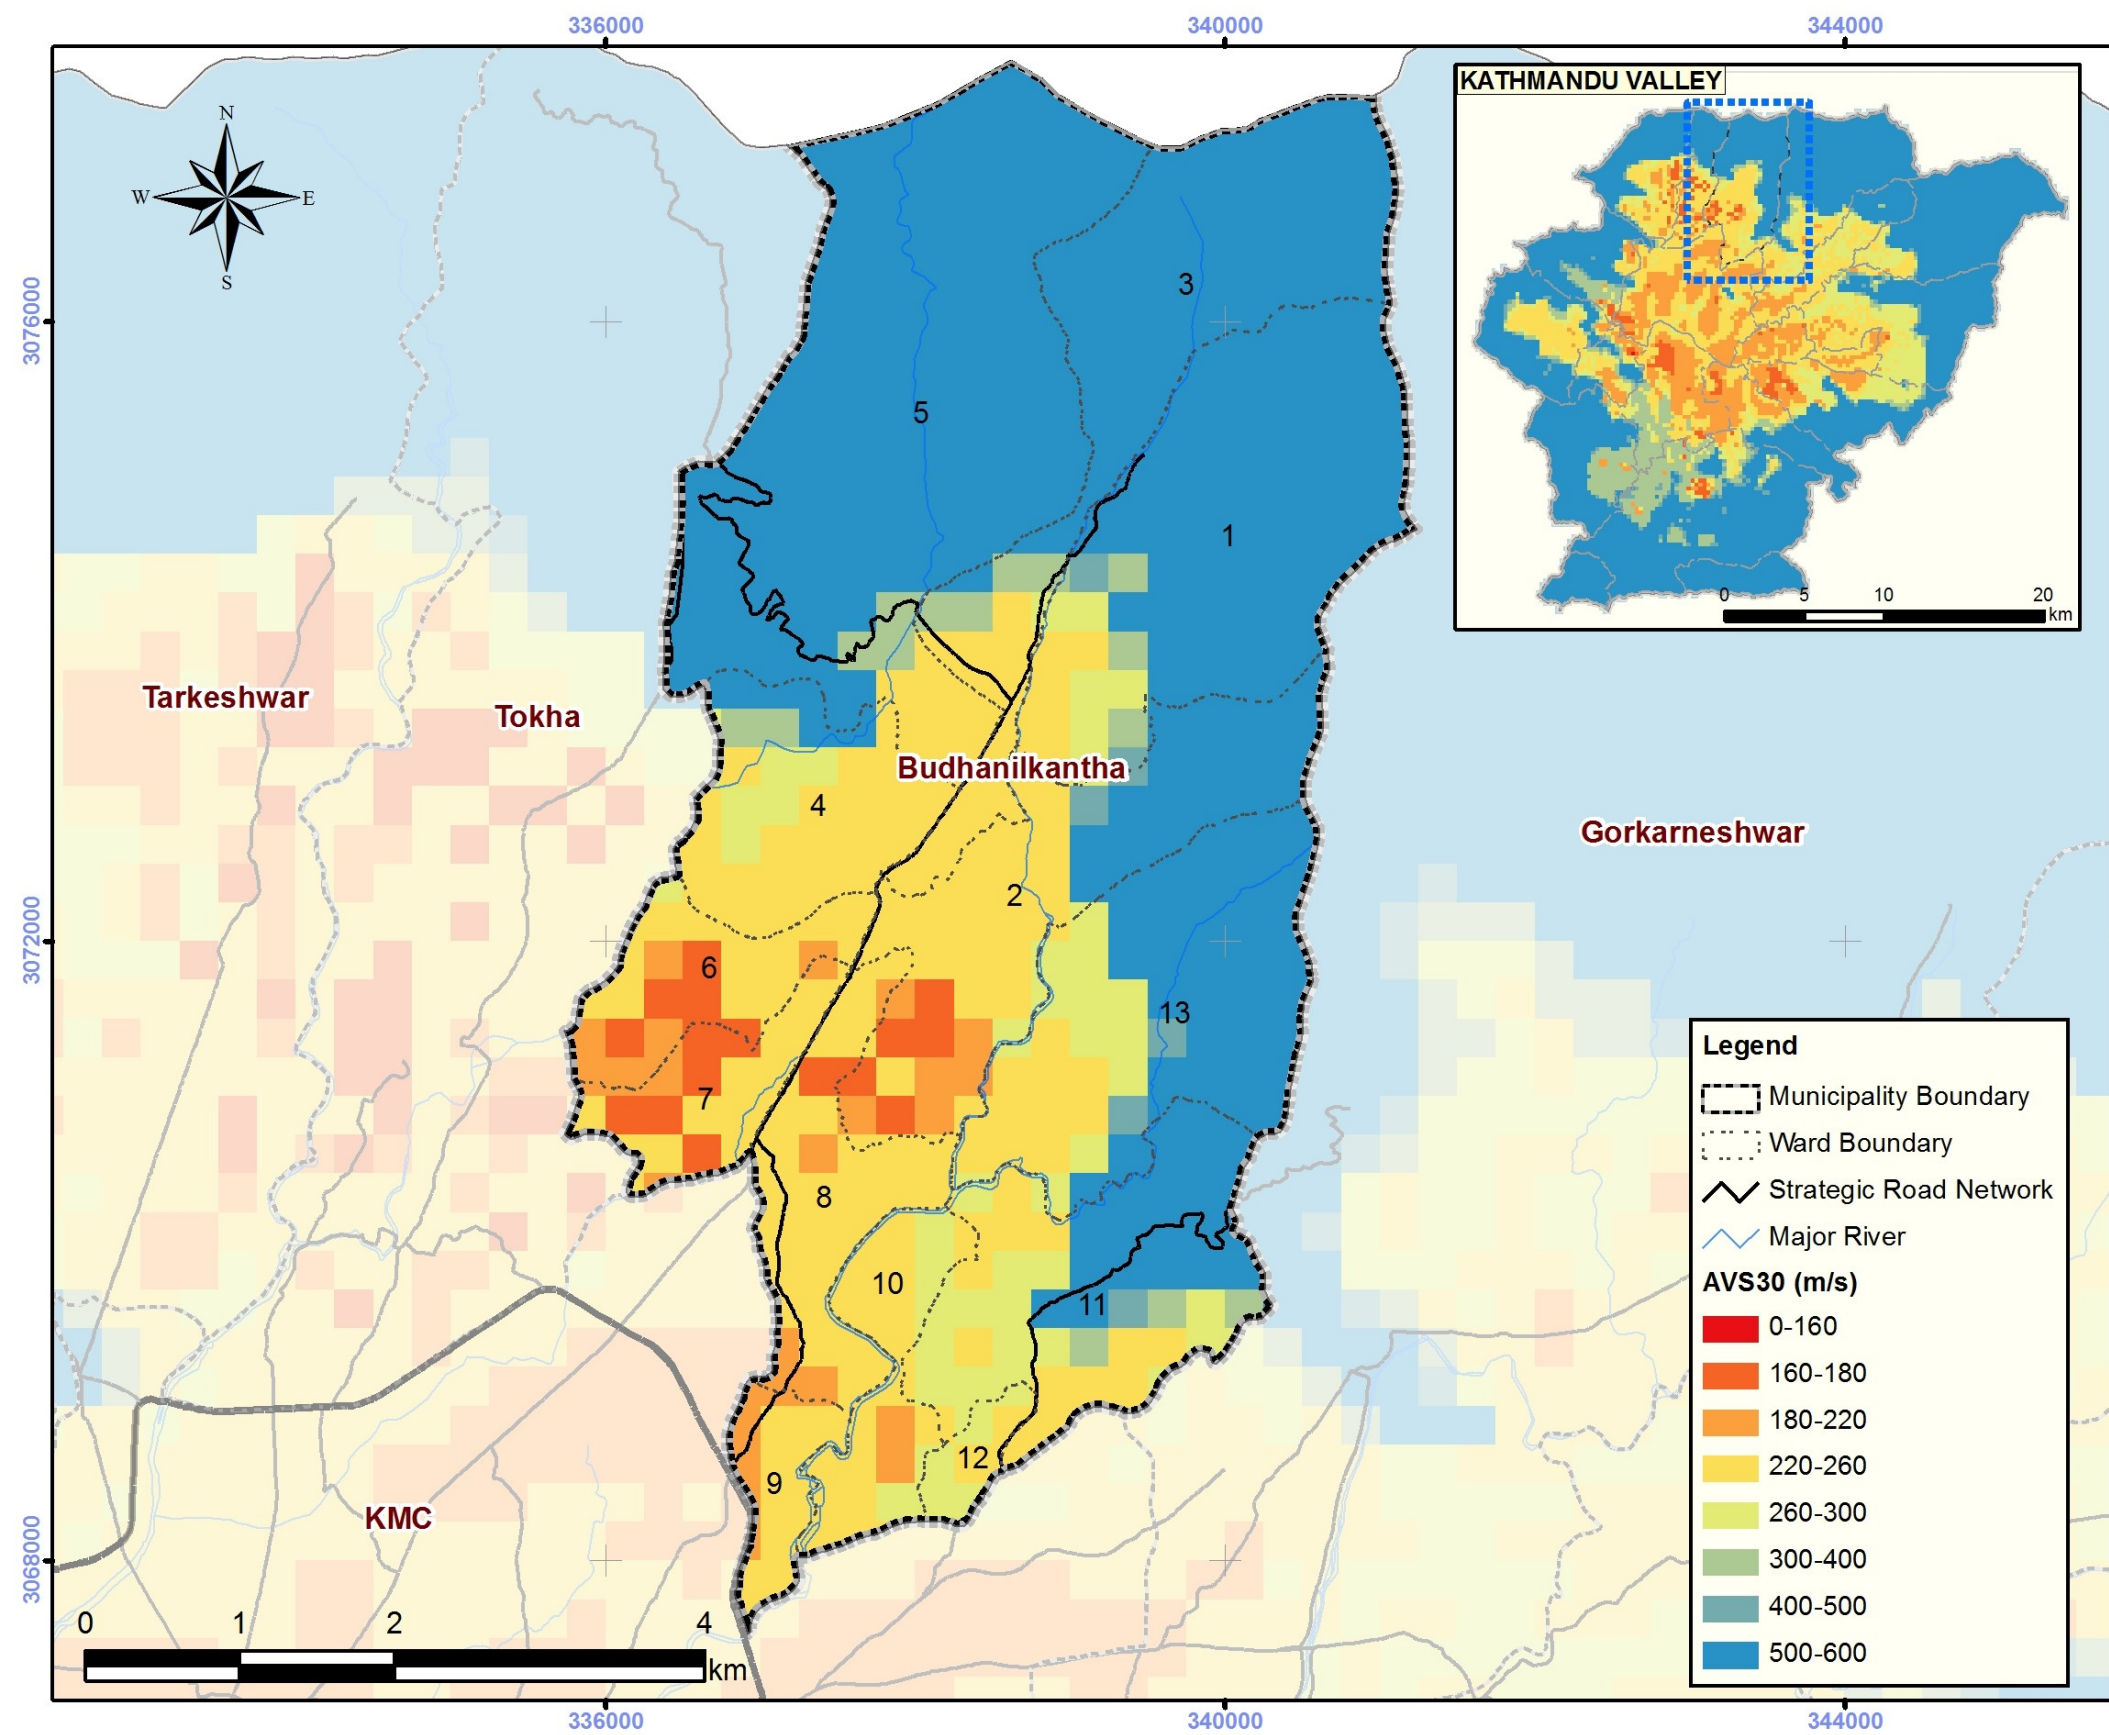 336000
340000
344000
KATHMANDU VALLEY
N
W
E
S
0
5
10
20
km
3076000
3
5
1
Tarkeshwar
Tokha
Budhanilkantha
4
Gorkarneshwar
2
3072000
6
13
7
8
10
11
12
9
KMC
3068000
Legend
Municipality Boundary
Ward Boundary
Strategic Road Network
Major River
AVS30 (m/s)
0-160
160-180
180-220
220-260
260-300
300-400
400-500
500-600
0
1
2
4
km
336000
340000
344000